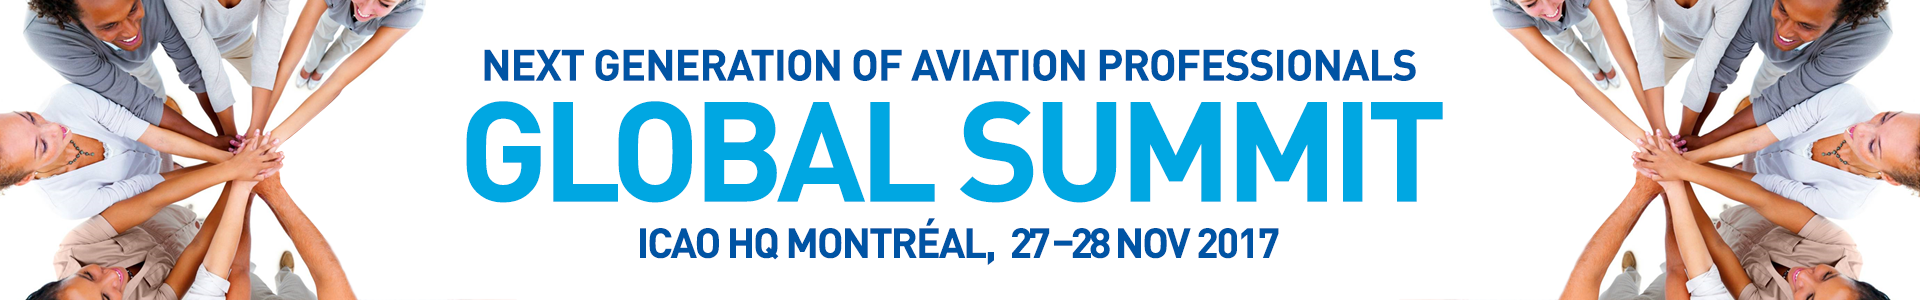 NEXT GENERATION OF AVIATION PROFESSIONALS
GLOBAL SUMMIT
ICAO HQ MONTRÉAL, 27–28 NOV 2017